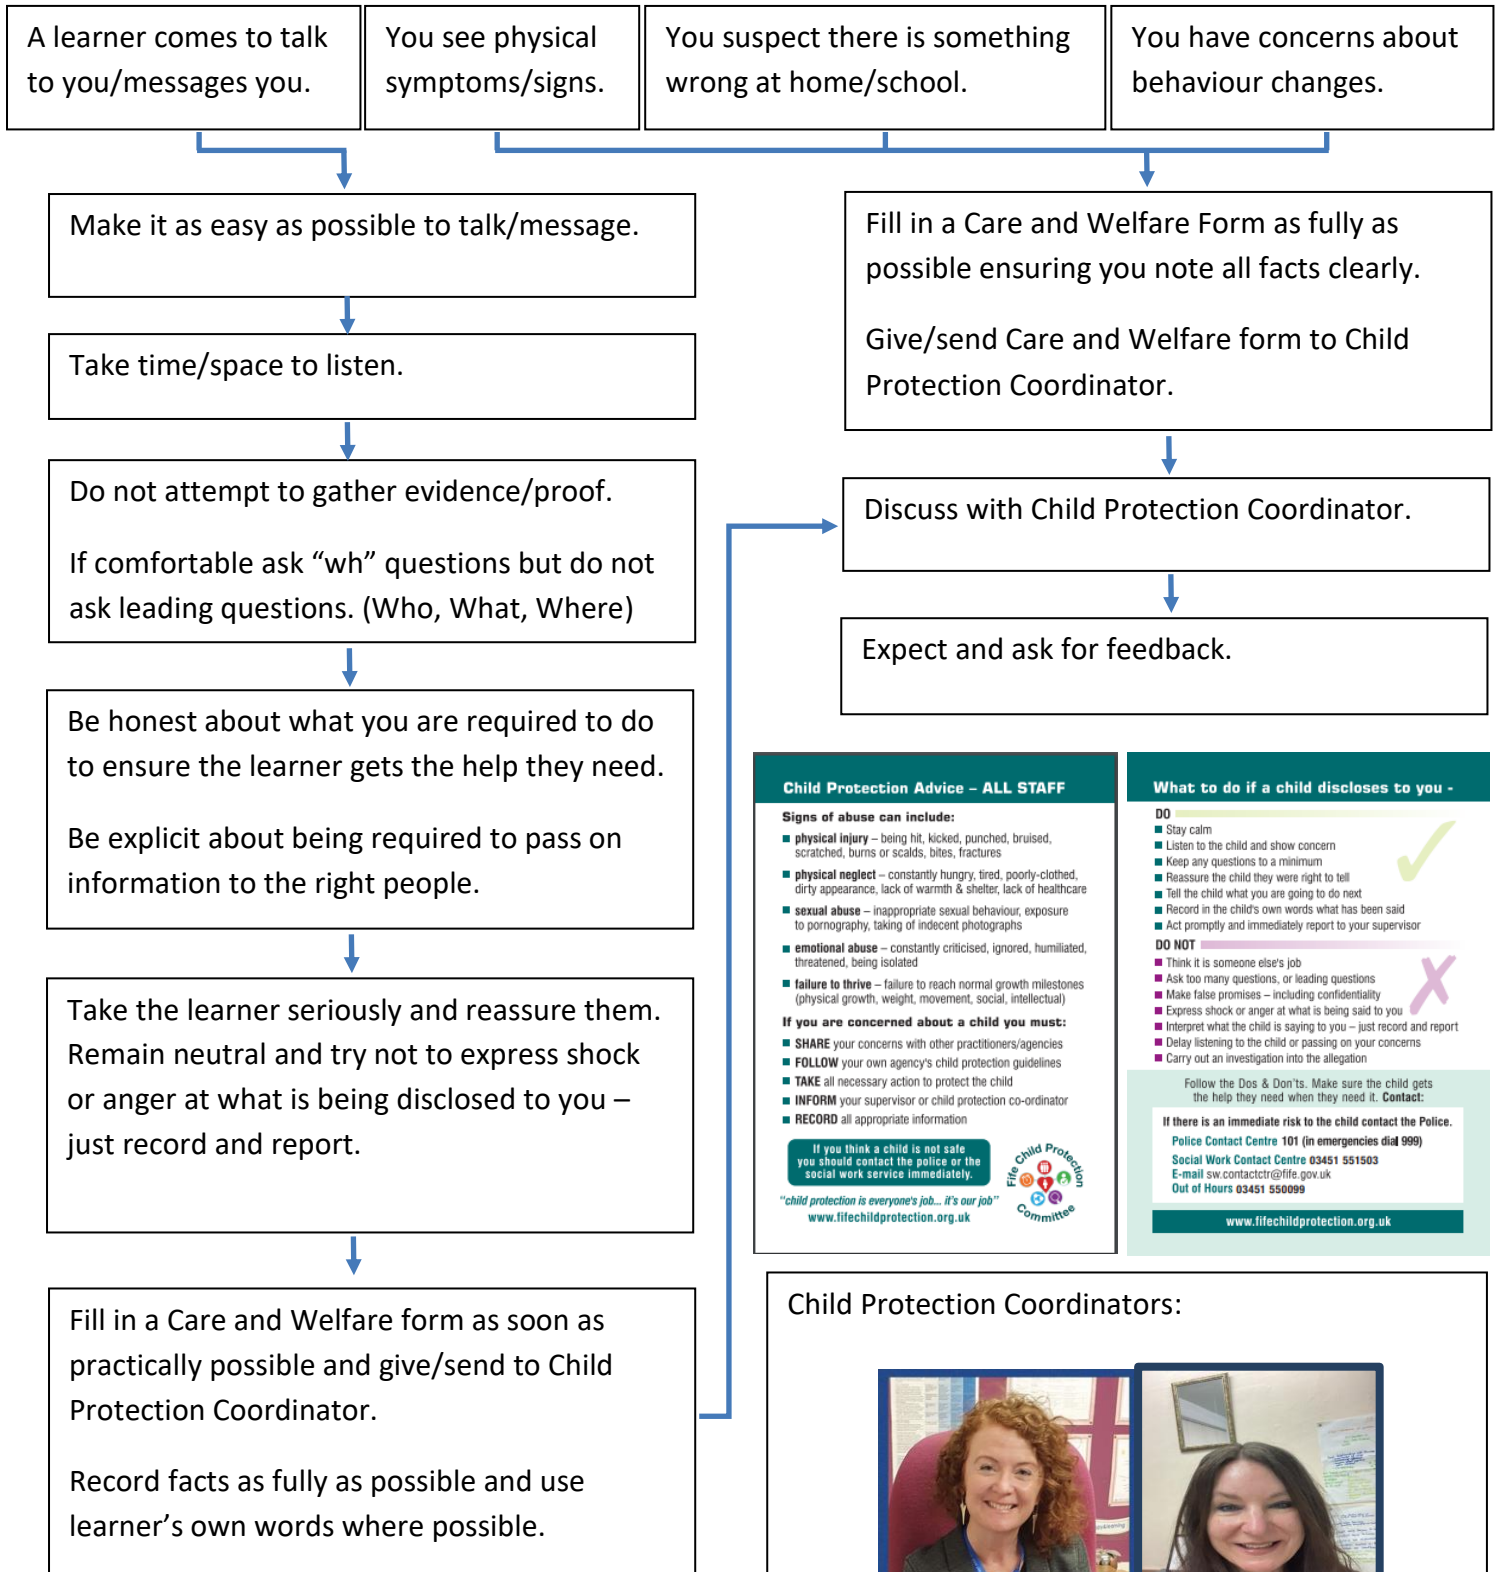 A learner comes to talk
to you/messages you.
You see physical
symptoms/signs.
You suspect there is something
wrong at home/school.
You have concerns about
behaviour changes.
Make it as easy as possible to talk/message.
Take time/space to listen.
Do not attempt to gather evidence/proof.
If comfortable ask “wh” questions but do not
ask leading questions. (Who, What, Where)
Be honest about what you are required to do
to ensure the learner gets the help they need.
Be explicit about being required to pass on
information to the right people.
Take the learner seriously and reassure them.
Remain neutral and try not to express shock
or anger at what is being disclosed to you –
just record and report.
Fill in a Care and Welfare form as soon as
practically possible and give/send to Child
Protection Coordinator.
Record facts as fully as possible and use
learner’s own words where possible.
Fill in a Care and Welfare Form as fully as
possible ensuring you note all facts clearly.
Give/send Care and Welfare form to Child
Protection Coordinator.
Discuss with Child Protection Coordinator.
Expect and ask for feedback.
Child Protection Advice – ALL STAFF
Signs of abuse can include:
physical injury – being hit, kicked, punched, bruised,
scratched, burns or scalds, bites, fractures
physical neglect – constantly hungry, tired, poorly-clothed,
dirty appearance, lack of warmth & shelter, lack of healthcare
sexual abuse – inappropriate sexual behaviour, exposure
to pornography, taking of indecent photographs
emotional abuse – constantly criticised, ignored, humiliated,
threatened, being isolated
failure to thrive – failure to reach normal growth milestones
(physical growth, weight, movement, social, intellectual)
If you are concerned about a child you must:
SHARE your concerns with other practitioners/agencies
FOLLOW your own agency's child protection guidelines
TAKE all necessary action to protect the child
INFORM your supervisor or child protection co-ordinator
RECORD all appropriate information
If you think a child is not safe
you should contact the police or the
social work service immediately.
"child protection is everyone's job... it's our job"
www.fifechildprotection.org.uk
Fife Child Protection
Committee
What to do if a child discloses to you -
DO
Stay calm
Listen to the child and show concern
Keep any questions to a minimum
Reassure the child they were right to tell
Tell the child what you are going to do next
Record in the child's own words what has been said
Act promptly and immediately report to your supervisor
DO NOT
Think it is someone else's job
Ask too many questions, or leading questions
Make false promises – including confidentiality
Express shock or anger at what is being said to you
Interpret what the child is saying to you – just record and report
Delay listening to the child or passing on your concerns
Carry out an investigation into the allegation
Follow the Dos & Don'ts. Make sure the child gets
the help they need when they need it. Contact:
If there is an immediate risk to the child contact the Police.
Police Contact Centre 101 (in emergencies dial 999)
Social Work Contact Centre 03451 551503
E-mail sw.contactctr@fife.gov.uk
Out of Hours 03451 550099
www.fifechildprotection.org.uk
Child Protection Coordinators: